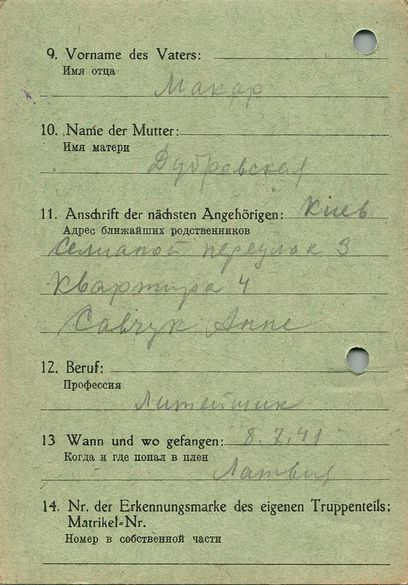 9. Vorname des Vaters:
Имя отца
Макар
10. Name der Mutter:
Имя матери
Дубровская
11. Anschrift der nächsten Angehörigen: Киев
Адрес ближайших родственников
переулок 3
Квартира 4
Савчук Анне
12. Beruf:
Профессия
Литейщик
13 Wann und wo gefangen: 8.7.41
Когда и где попал в плен
Латвия
14. Nr. der Erkennungsmarke des eigenen Truppenteils:
Matrikel-Nr.
Номер в собственной части